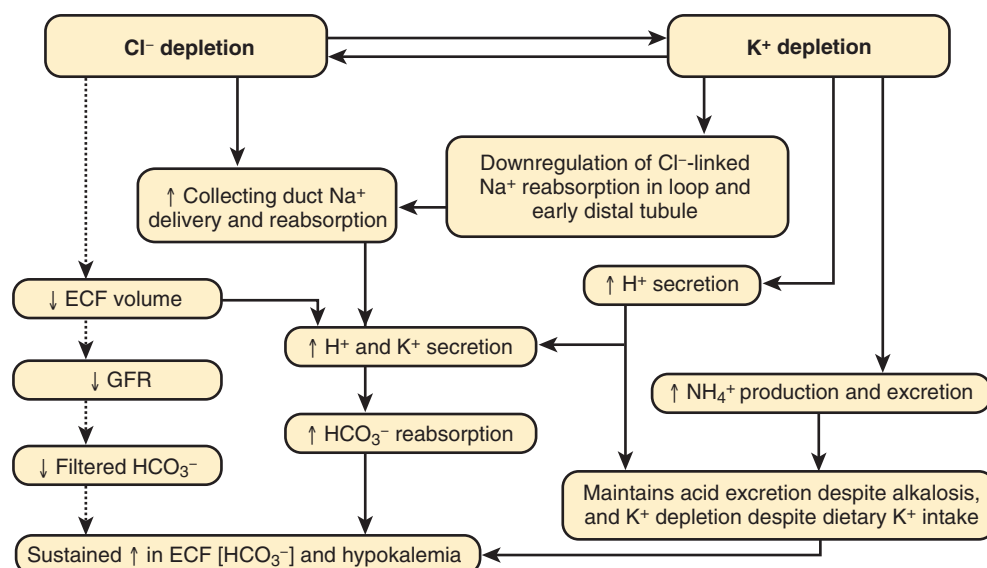 Cl⁻ depletion
K⁺ depletion
Downregulation of Cl⁻-linked
Na⁺ reabsorption in loop and
early distal tubule
↑ Collecting duct Na⁺
delivery and reabsorption
↑ H⁺ secretion
↓ ECF volume
↑ H⁺ and K⁺ secretion
↓ GFR
↑ NH₄⁺ production and excretion
↑ HCO₃⁻ reabsorption
↓ Filtered HCO₃⁻
Maintains acid excretion despite alkalosis,
and K⁺ depletion despite dietary K⁺ intake
Sustained ↑ in ECF [HCO₃⁻] and hypokalemia